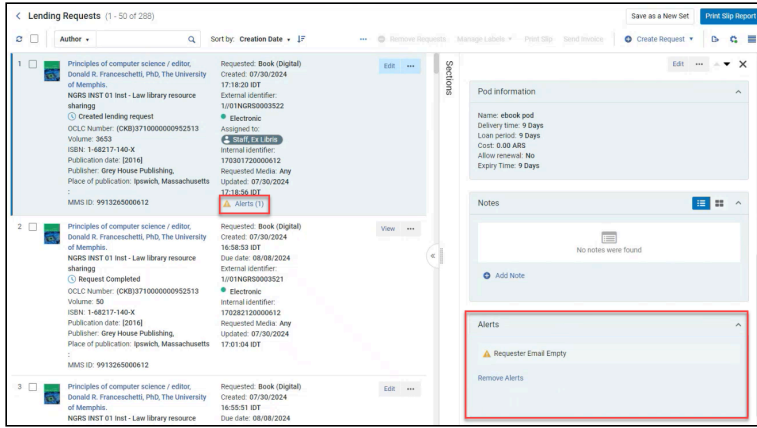 Lending Requests (1 - 50 of 288)
Save as a New Set
Print Slip Report
Author
Sort by: Creation Date
Remove Requests
Manage Labels
Print Slip
Send Invoice
Create Request
1
Principles of computer science / editor,
Donald R. Franceschetti, PhD, The University
of Memphis.
NGRS INST 01 Inst - Law library resource
sharingg
Created lending request
OCLC Number: (CKB)3710000000952513
Volume: 3653
ISBN: 1-68217-140-X
Publication date: [2016]
Publisher: Grey House Publishing,
Place of publication: Ipswich, Massachusetts
:
MMS ID: 9913265000612
Requested: Book (Digital)
Created: 07/30/2024
17:18:20 IDT
External identifier:
1//01NGRS0003522
Electronic
Assigned to:
Staff, Ex Libris
Internal identifier:
170301720000612
Requested Media: Any
Updated: 07/30/2024
17:18:56 IDT
Alerts (1)
Edit
2
Principles of computer science / editor,
Donald R. Franceschetti, PhD, The University
of Memphis.
NGRS INST 01 Inst - Law library resource
sharingg
Request Completed
OCLC Number: (CKB)3710000000952513
Volume: 50
ISBN: 1-68217-140-X
Publication date: [2016]
Publisher: Grey House Publishing,
Place of publication: Ipswich, Massachusetts
:
MMS ID: 9913265000612
Requested: Book (Digital)
Created: 07/30/2024
16:58:53 IDT
Due date: 08/08/2024
External identifier:
1//01NGRS0003521
Electronic
Internal identifier:
170282120000612
Requested Media: Any
Updated: 07/30/2024
17:01:04 IDT
View
3
Principles of computer science / editor,
Donald R. Franceschetti, PhD, The University
of Memphis.
NGRS INST 01 Inst - Law library resource
Requested: Book (Digital)
Created: 07/30/2024
16:55:51 IDT
Due date: 08/08/2024
Edit
Sections
Edit
Pod information
Name: ebook pod
Delivery time: 9 Days
Loan period: 9 Days
Cost: 0.00 ARS
Allow renewal: No
Expiry Time: 9 Days
Notes
No notes were found
Add Note
Alerts
Requester Email Empty
Remove Alerts